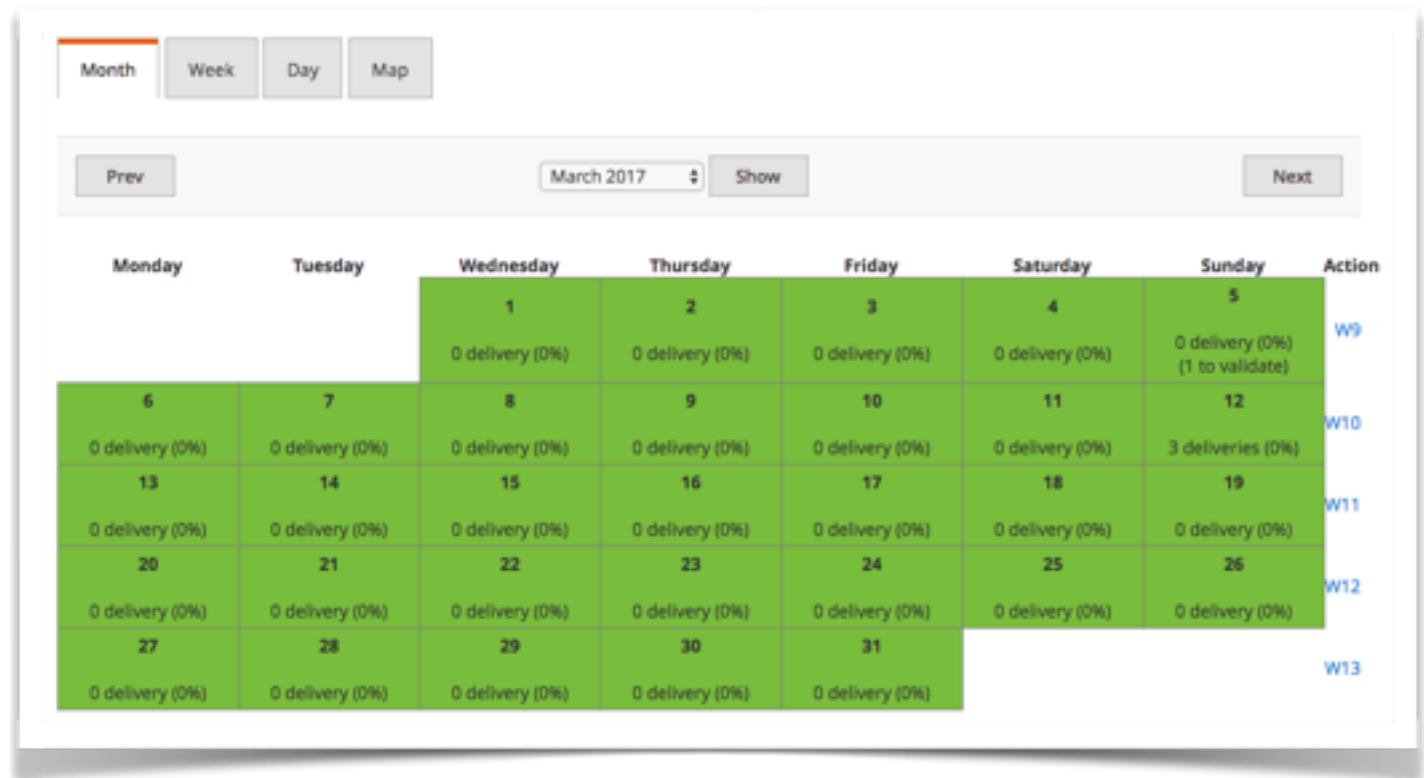 Month Week Day Map
Prev March 2017 Show Next
Monday Tuesday Wednesday Thursday Friday Saturday Sunday Action
1 2 3 4 5
0 delivery (0%) 0 delivery (0%) 0 delivery (0%) 0 delivery (0%) 0 delivery (0%) W9
(1 to validate)
6 7 8 9 10 11 12
W10
0 delivery (0%) 0 delivery (0%) 0 delivery (0%) 0 delivery (0%) 0 delivery (0%) 0 delivery (0%) 3 deliveries (0%)
13 14 15 16 17 18 19
W11
0 delivery (0%) 0 delivery (0%) 0 delivery (0%) 0 delivery (0%) 0 delivery (0%) 0 delivery (0%) 0 delivery (0%)
20 21 22 23 24 25 26
W12
0 delivery (0%) 0 delivery (0%) 0 delivery (0%) 0 delivery (0%) 0 delivery (0%) 0 delivery (0%) 0 delivery (0%)
27 28 29 30 31
W13
0 delivery (0%) 0 delivery (0%) 0 delivery (0%) 0 delivery (0%) 0 delivery (0%)